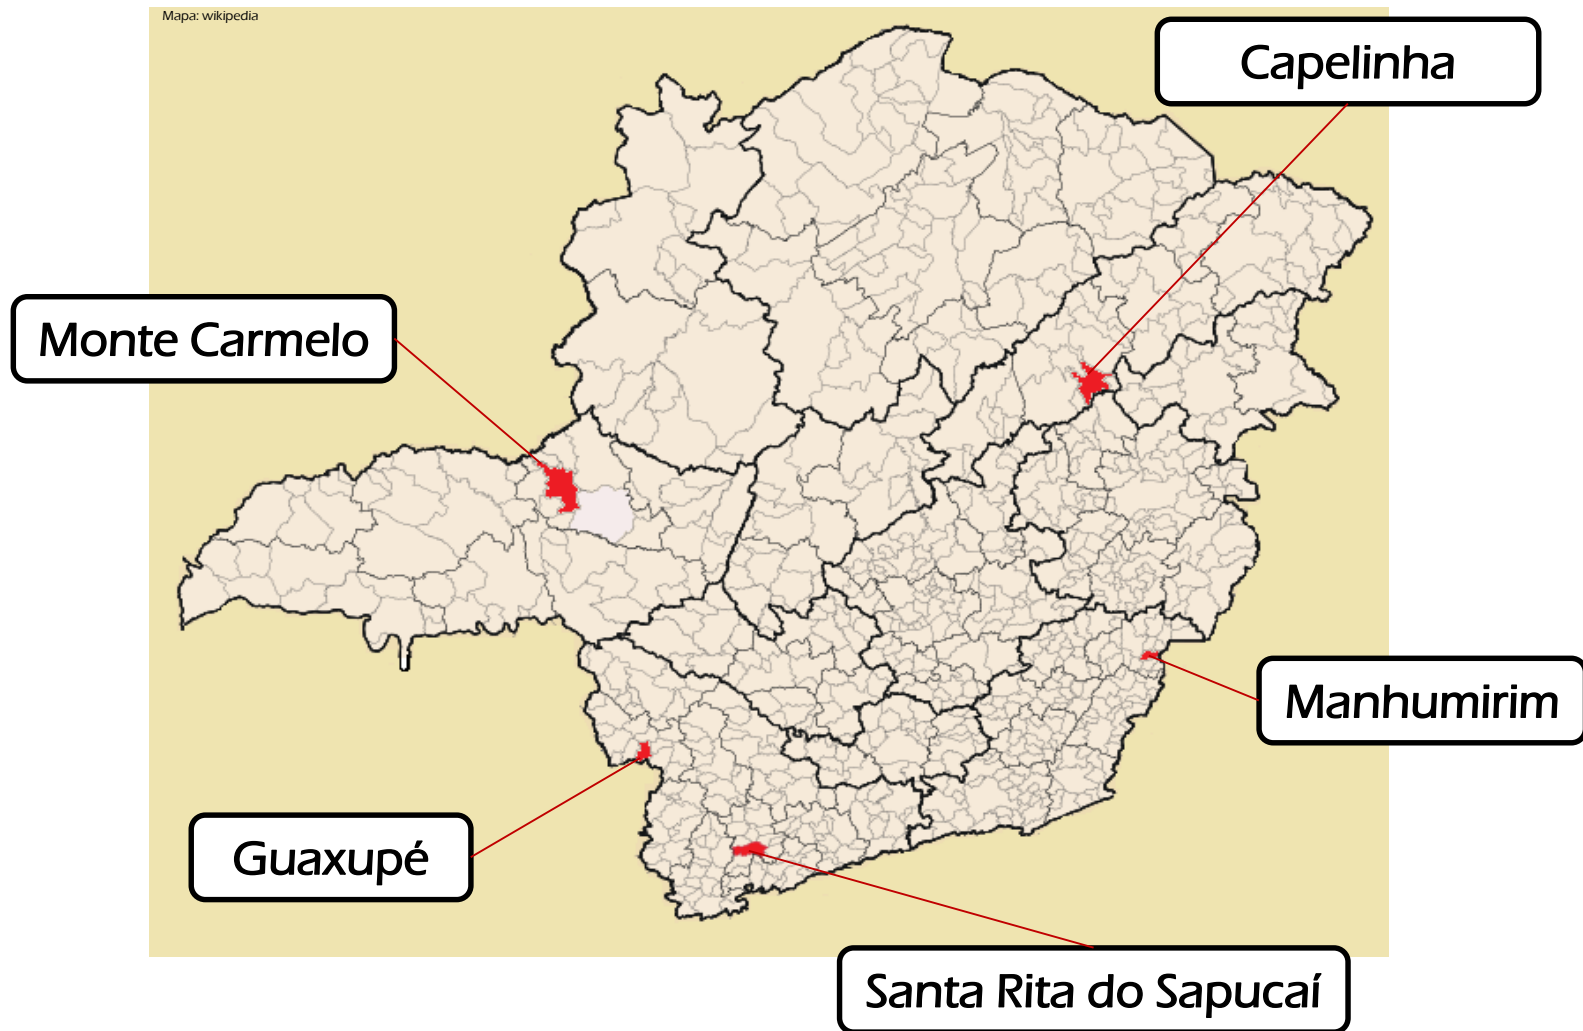 Mapa: wikipedia
Capelinha
Monte Carmelo
Manhumirim
Guaxupé
Santa Rita do Sapucaí